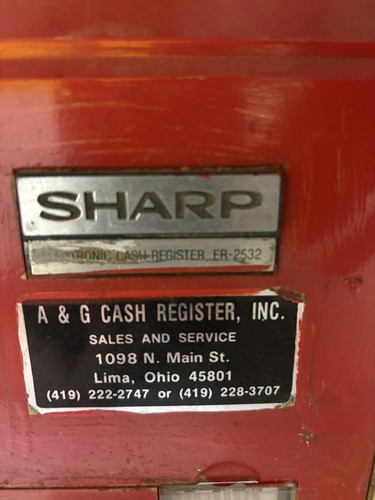 SHARP
CASH REGISTER ER-2532
A & G CASH REGISTER, INC.
SALES AND SERVICE
1098 N. Main St.
Lima, Ohio 45801
(419) 222-2747 or (419) 228-3707